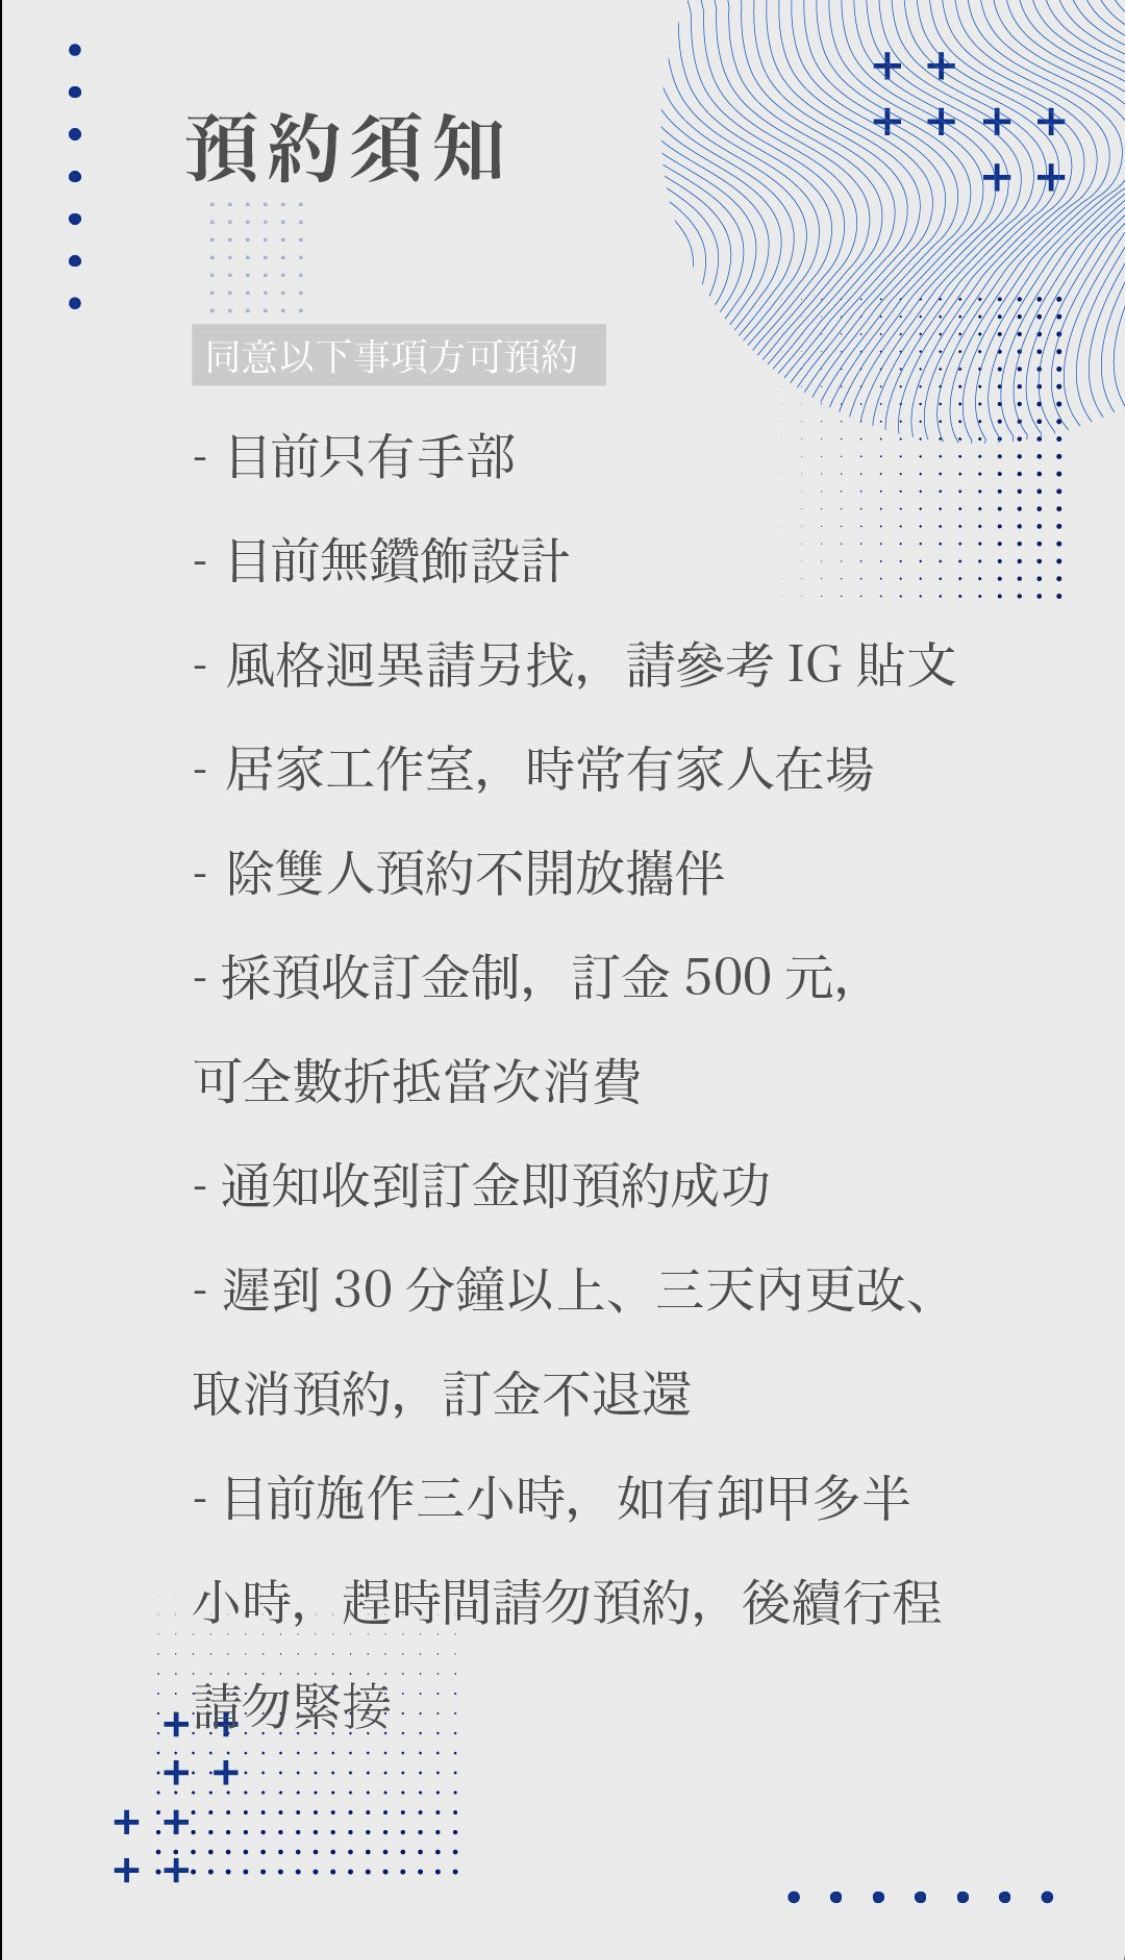 預約須知
同意以下事項方可預約
- 目前只有手部
- 目前無鑽飾設計
- 風格迥異請另找，請參考 IG 貼文
- 居家工作室，時常有家人在場
- 除雙人預約不開放攜伴
- 採預收訂金制，訂金 500 元，
可全數折抵當次消費
- 通知收到訂金即預約成功
- 遲到 30 分鐘以上、三天內更改、
取消預約，訂金不退還
- 目前施作三小時，如有卸甲多半
小時，趕時間請勿預約，後續行程
請勿緊接